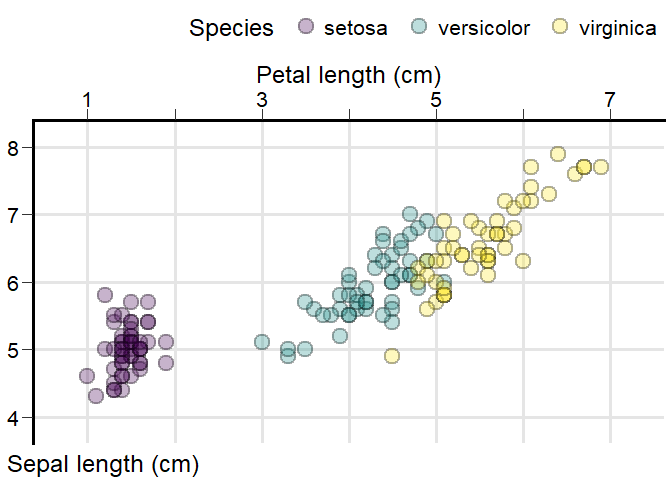 Species setosa versicolor virginica
Petal length (cm)
1 3 5 7
8
7
6
5
4
Sepal length (cm)